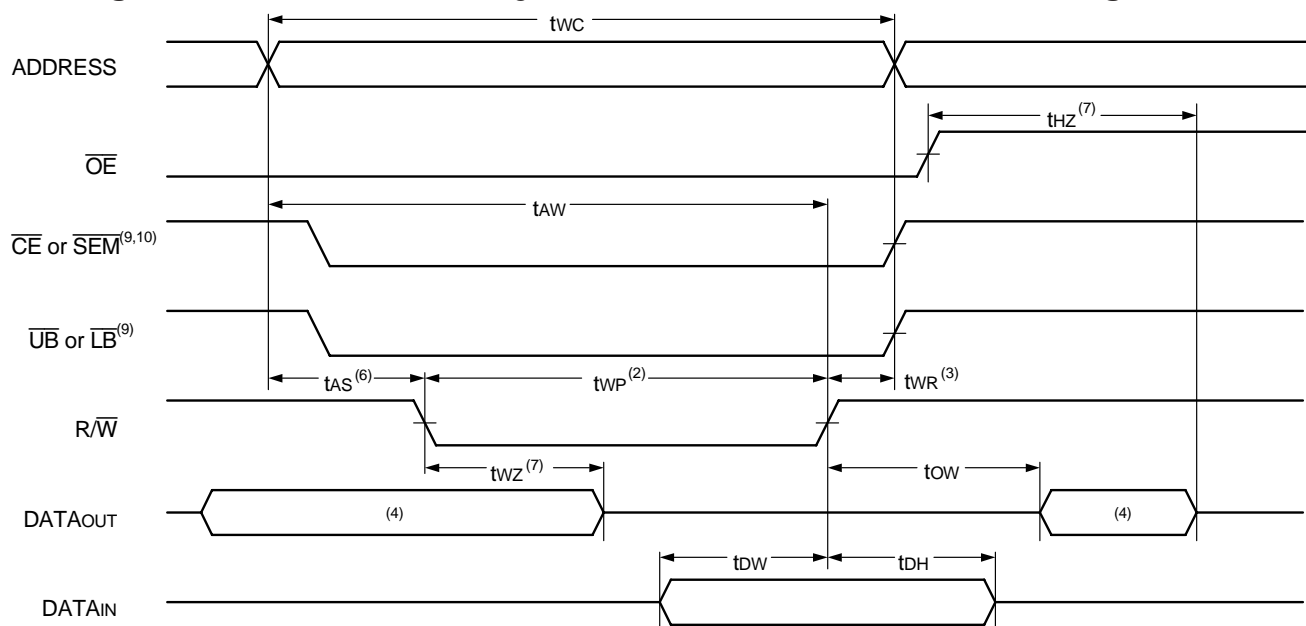 tWC
ADDRESS
tHZ(7)
OE
tAW
CE or SEM(9,10)
UB or LB(9)
tAS(6)
tWP(2)
tWR(3)
R/W
tWZ(7)
tOW
DATAOUT
(4)
(4)
tDW
tDH
DATAIN